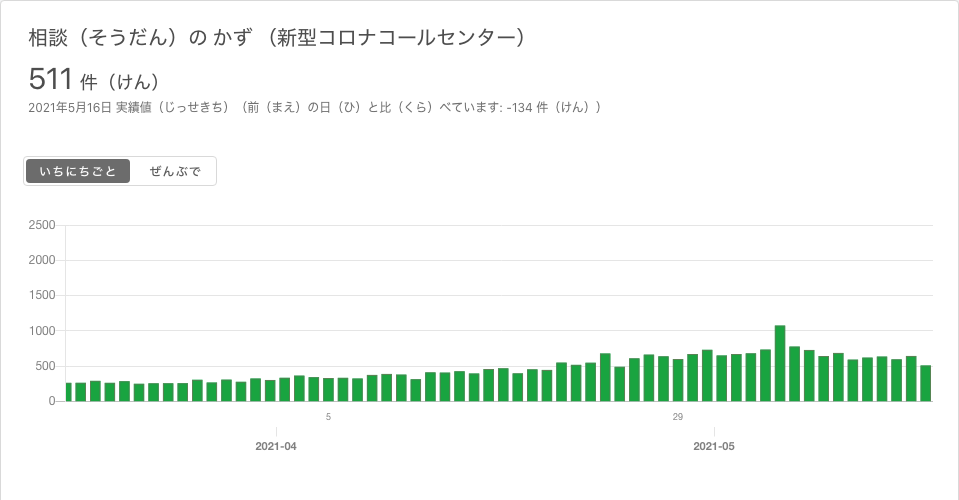 相談（そうだん）の かず （新型コロナコールセンター）
511 件（けん）
2021年5月16日 実績値（じっせきち）（前（まえ）の日（ひ）と比（くら）べています: -134 件（けん））
いちにちごと ぜんぶで
2500
2000
1500
1000
500
0
5 29
2021-04 2021-05